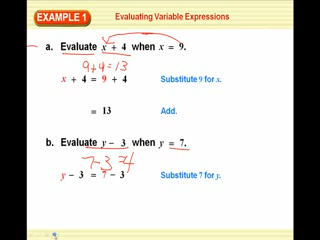 EXAMPLE 1 Evaluating Variable Expressions
a. Evaluate x + 4 when x = 9.
9+4=13
x + 4 = 9 + 4 Substitute 9 for x.
= 13 Add.
b. Evaluate y − 3 when y = 7.
7-3=4
y − 3 = 7 − 3 Substitute 7 for y.